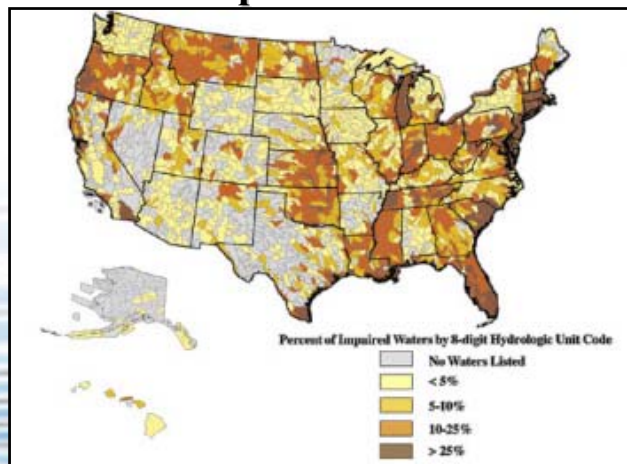 Percent of Impaired Waters by 8-digit Hydrologic Unit Code
No Waters Listed
< 5%
5-10%
10-25%
> 25%